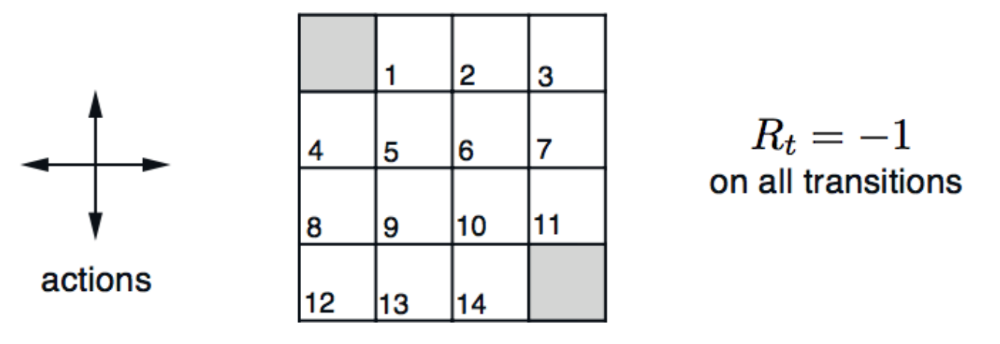 1 2 3
4 5 6 7
8 9 10 11
12 13 14
actions
R_t = −1
on all transitions